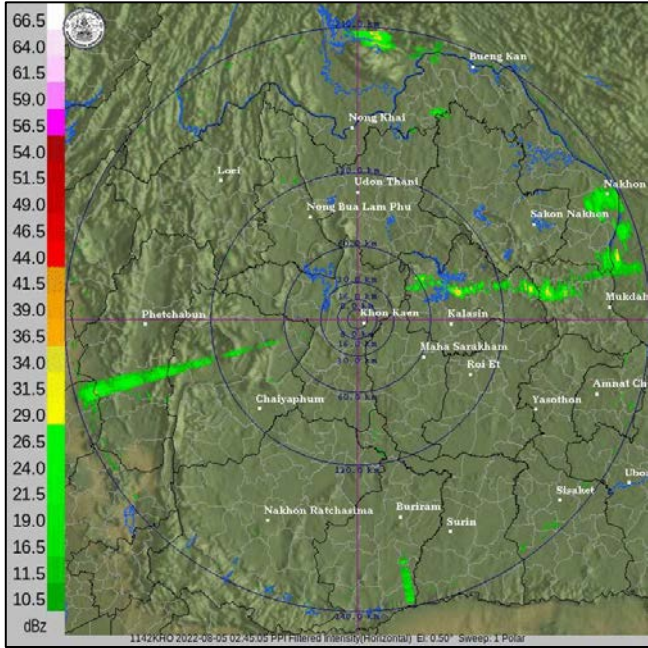 66.5
64.0
61.5
59.0
56.5
54.0
51.5
49.0
46.5
44.0
41.5
39.0
36.5
34.0
31.5
29.0
26.5
24.0
21.5
19.0
16.5
11.5
10.5
dBz
Bueng Kan
Nong Khai
Loei
Udon Thani
Nakhon
Nong Bua Lam Phu
Sakon Nakhon
Mukdah
Phetchabun
Khon Kaen
Kalasin
Maha Sarakham
Roi Et
Amnat Ch
Chaiyaphum
Yasothon
120.0 km
Ubo
Sisaket
Nakhon Ratchasima
Buriram
Surin
1142KHO 2022-08-05 02:45:05 PPI Filtered Intensity(Horizontal) El: 0.50° Sweep: 1 Polar